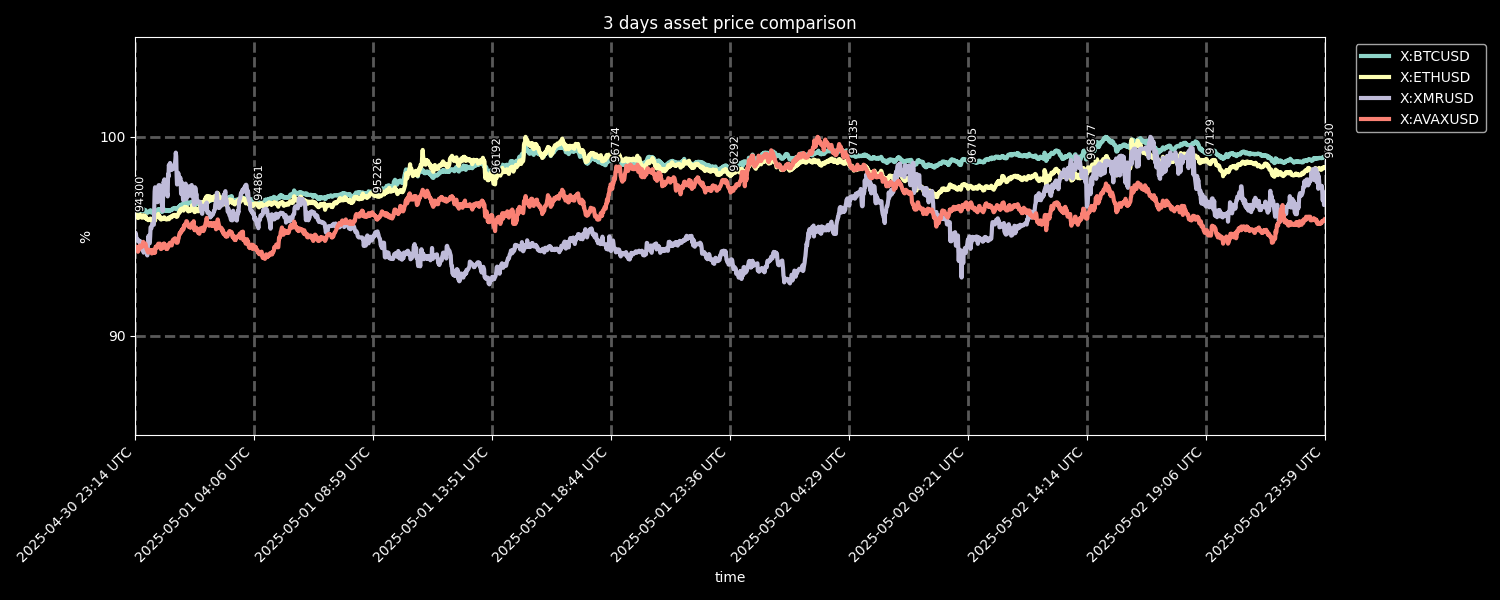 3 days asset price comparison
X:BTCUSD
X:ETHUSD
X:XMRUSD
X:AVAXUSD
100
90
%
94300
94861
95226
96192
96734
96292
97135
96705
96877
97129
96930
2025-04-30 23:14 UTC
2025-05-01 04:06 UTC
2025-05-01 08:59 UTC
2025-05-01 13:51 UTC
2025-05-01 18:44 UTC
2025-05-01 23:36 UTC
2025-05-02 04:29 UTC
2025-05-02 09:21 UTC
2025-05-02 14:14 UTC
2025-05-02 19:06 UTC
2025-05-02 23:59 UTC
time